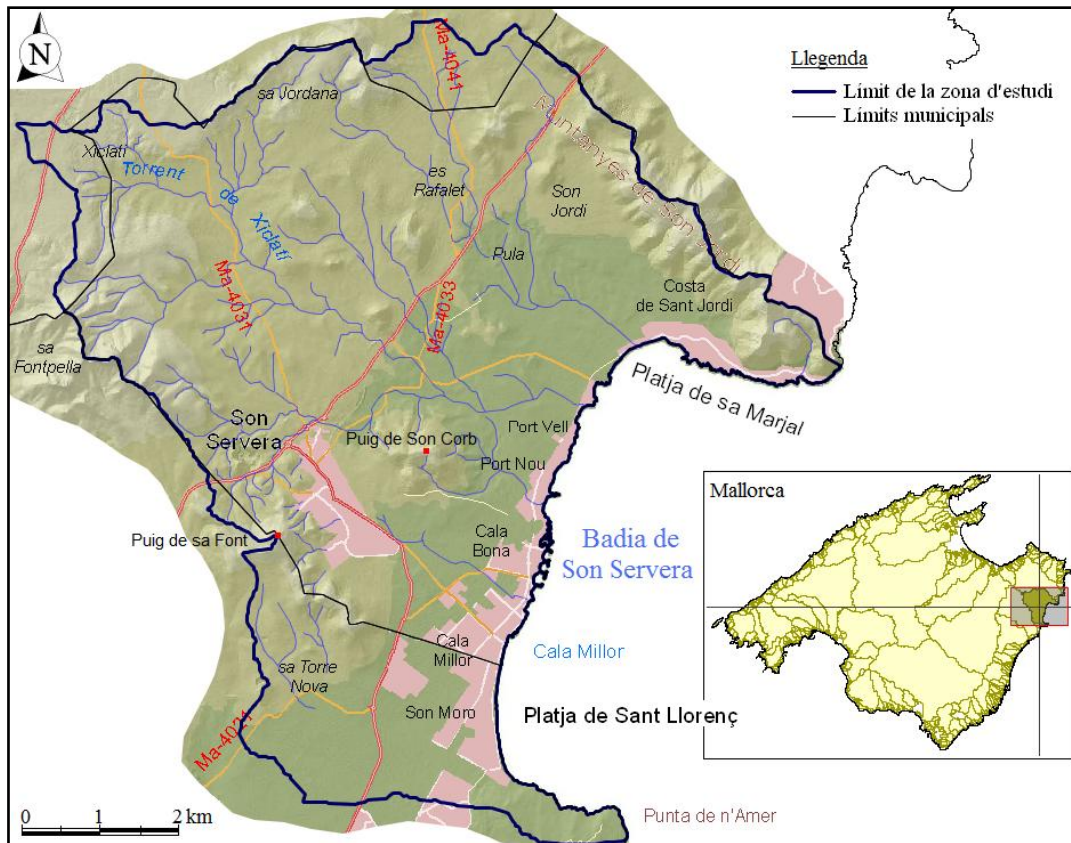 N
Llegenda
Límit de la zona d'estudi
Límits municipals
Ma-4041
sa Jordana
Muntanyes de Son Jordi
Xiclati
Torrent de Xiclati
es
Rafalet
Son
Jordi
Pula
Ma-4031
Ma-4033
Costa
de Sant Jordi
sa
Fontpella
Platja de sa Marjal
Son
Servera
Puig de Son Corb
Port Vell
Port Nou
Mallorca
Puig de sa Font
Cala
Bona
Badia de
Son Servera
Cala
Millor
Cala Millor
sa Torre
Nova
Son Moro
Platja de Sant Llorenç
Ma-4021
Punta de n'Amer
0 1 2 km